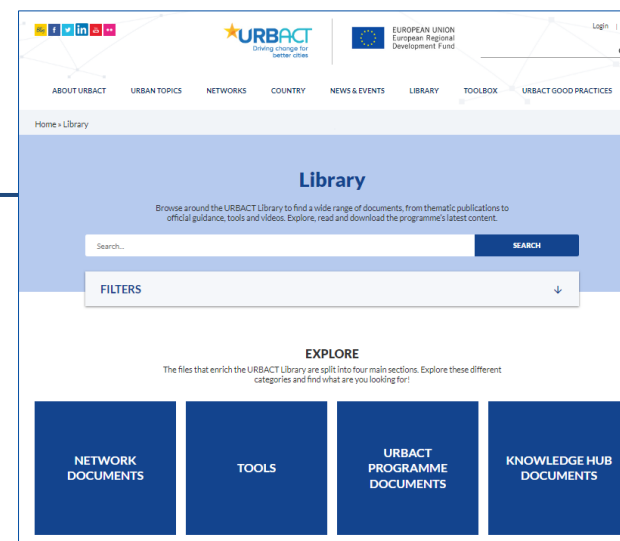 URBACT
Driving change for
better cities
EUROPEAN UNION
European Regional
Development Fund
Login |
ABOUT URBACT URBAN TOPICS NETWORKS COUNTRY NEWS & EVENTS LIBRARY TOOLBOX URBACT GOOD PRACTICES
Home » Library
Library
Browse around the URBACT Library to find a wide range of documents, from thematic publications to
official guidance, tools and videos. Explore, read and download the programme's latest content.
Search...
SEARCH
FILTERS
EXPLORE
The files that enrich the URBACT Library are split into four main sections. Explore these different
categories and find what are you looking for!
NETWORK
DOCUMENTS
TOOLS
URBACT
PROGRAMME
DOCUMENTS
KNOWLEDGE HUB
DOCUMENTS